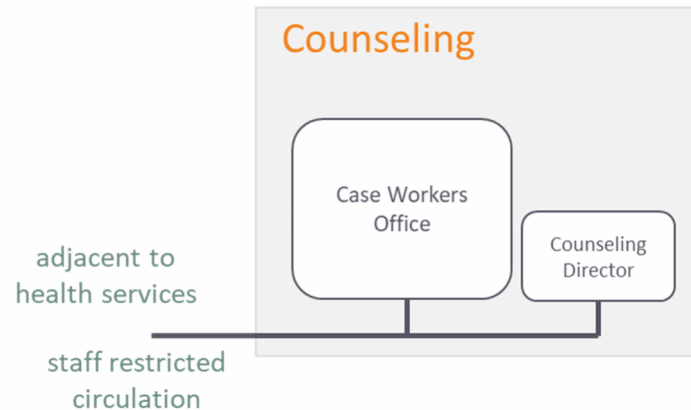 Counseling
Case Workers
Office
Counseling
Director
adjacent to
health services
staff restricted
circulation